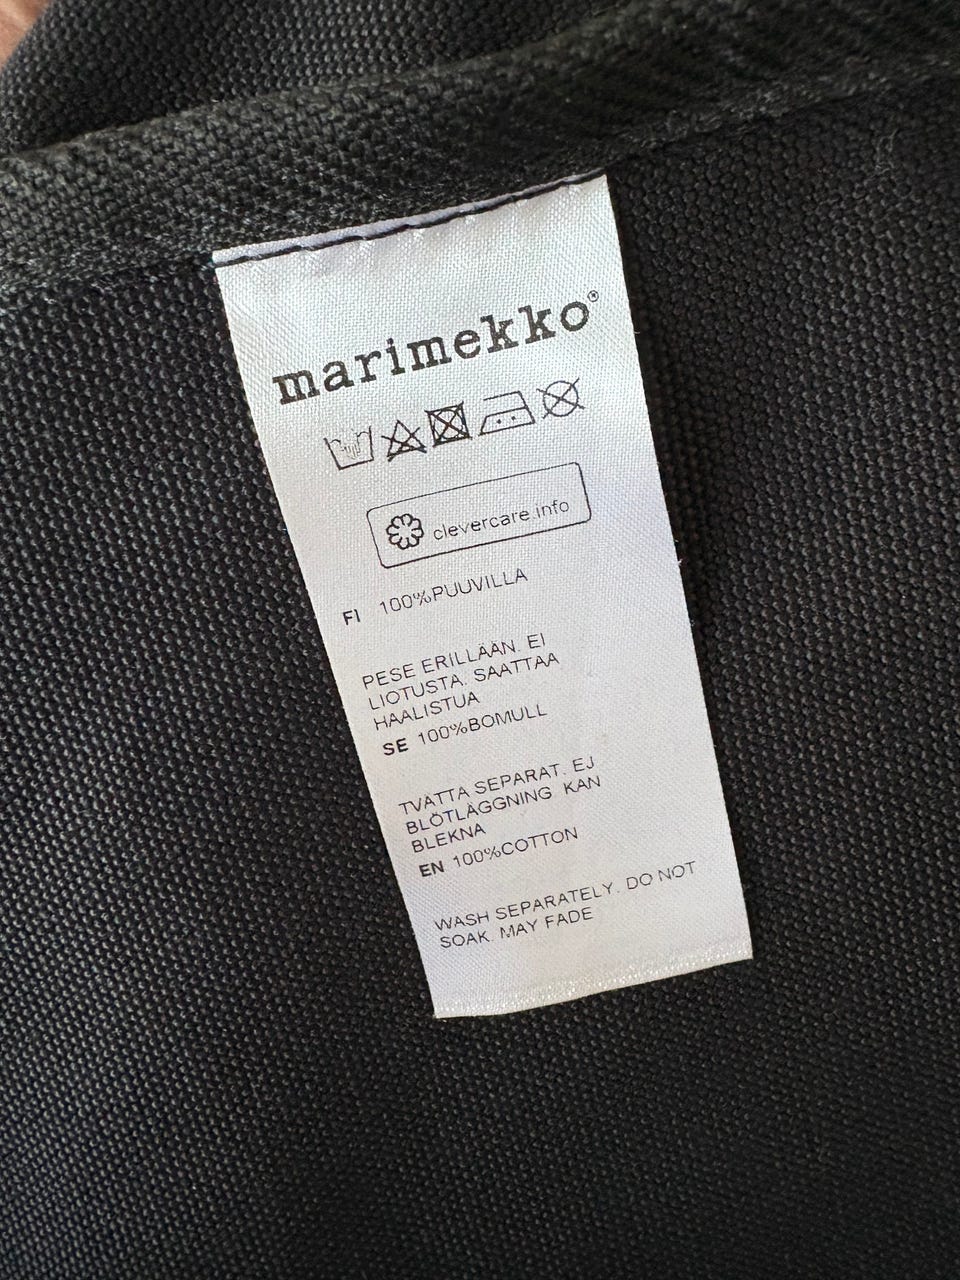 marimekko®
clevercare.info
FI 100%PUUVILLA
PESE ERILLÄÄN. EI
LIOTUSTA. SAATTAA
HAALISTUA
SE 100%BOMULL
TVÄTTA SEPARAT. EJ
BLÖTLÄGGNING KAN
BLEKNA
EN 100%COTTON
WASH SEPARATELY. DO NOT
SOAK. MAY FADE